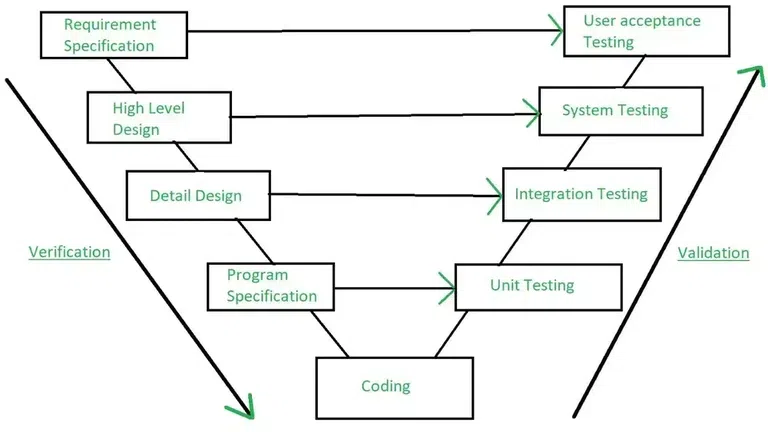 Requirement
Specification
User acceptance
Testing
High Level
Design
System Testing
Detail Design
Integration Testing
Verification
Validation
Program
Specification
Unit Testing
Coding